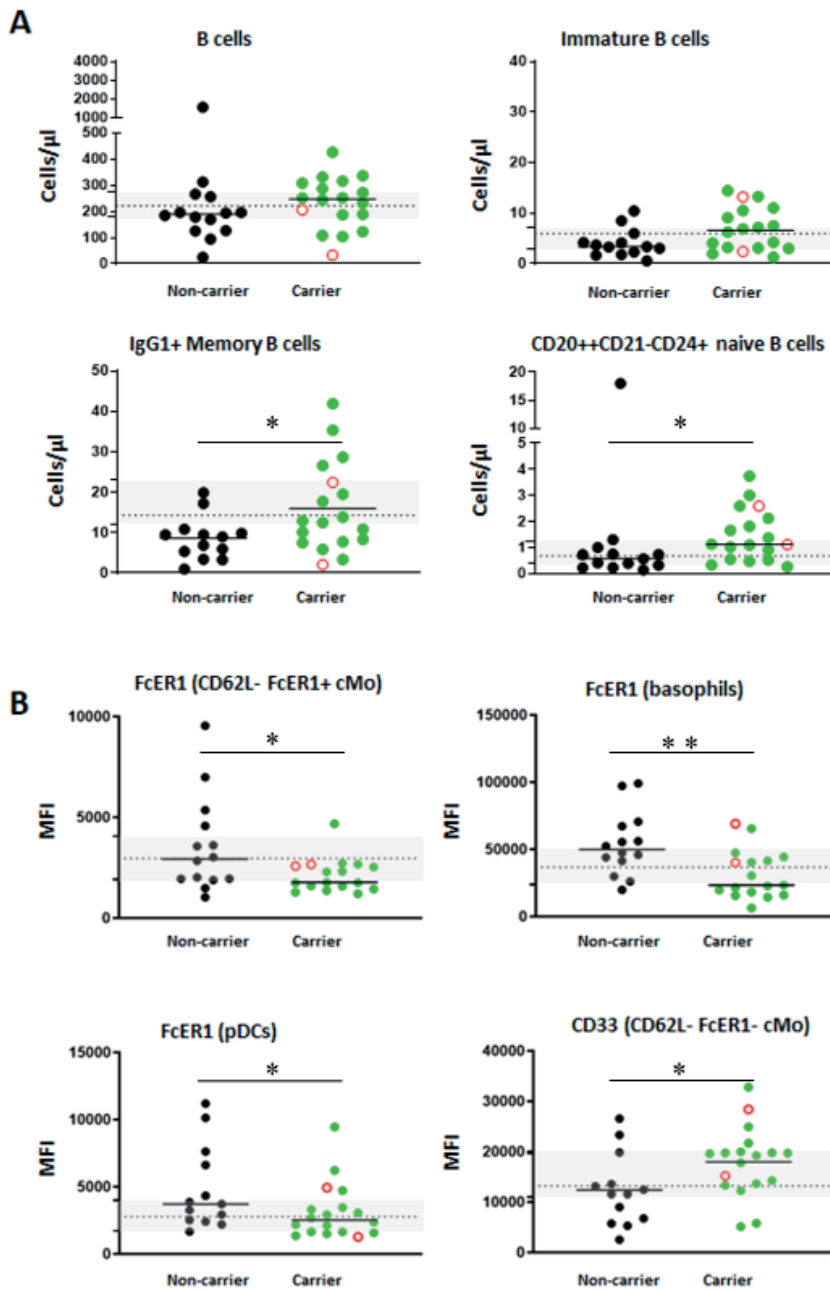 A
B cells
Cells/µl
4000
3000
2000
1000
500
400
300
200
100
0
Non-carrier
Carrier
Immature B cells
Cells/µl
40
30
20
10
0
Non-carrier
Carrier
IgG1+ Memory B cells
Cells/µl
50
40
30
20
10
0
*
Non-carrier
Carrier
CD20++CD21-CD24+ naive B cells
Cells/µl
20
15
10
5
4
3
2
1
0
*
Non-carrier
Carrier
B
FcER1 (CD62L- FcER1+ cMo)
MFI
10000
5000
0
*
Non-carrier
Carrier
FcER1 (basophils)
MFI
150000
100000
50000
0
* *
Non-carrier
Carrier
FcER1 (pDCs)
MFI
15000
10000
5000
0
*
Non-carrier
Carrier
CD33 (CD62L- FcER1- cMo)
MFI
40000
30000
20000
10000
0
*
Non-carrier
Carrier